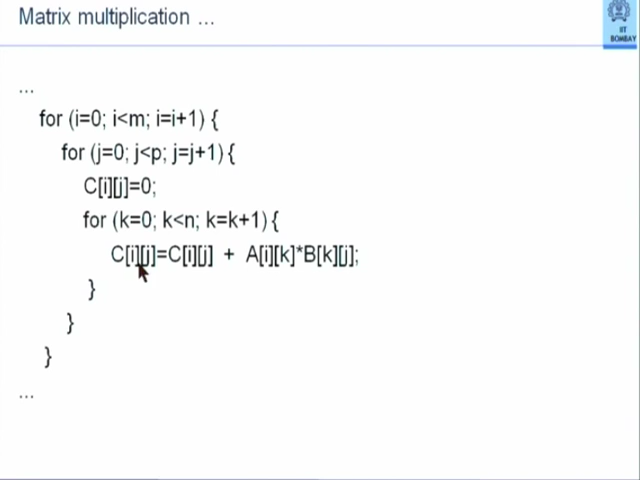 Matrix multiplication ...
IIT
BOMBAY
...
for (i=0; i<m; i=i+1) {
for (j=0; j<p; j=j+1) {
C[i][j]=0;
for (k=0; k<n; k=k+1) {
C[i][j]=C[i][j] + A[i][k]*B[k][j];
}
}
}
...